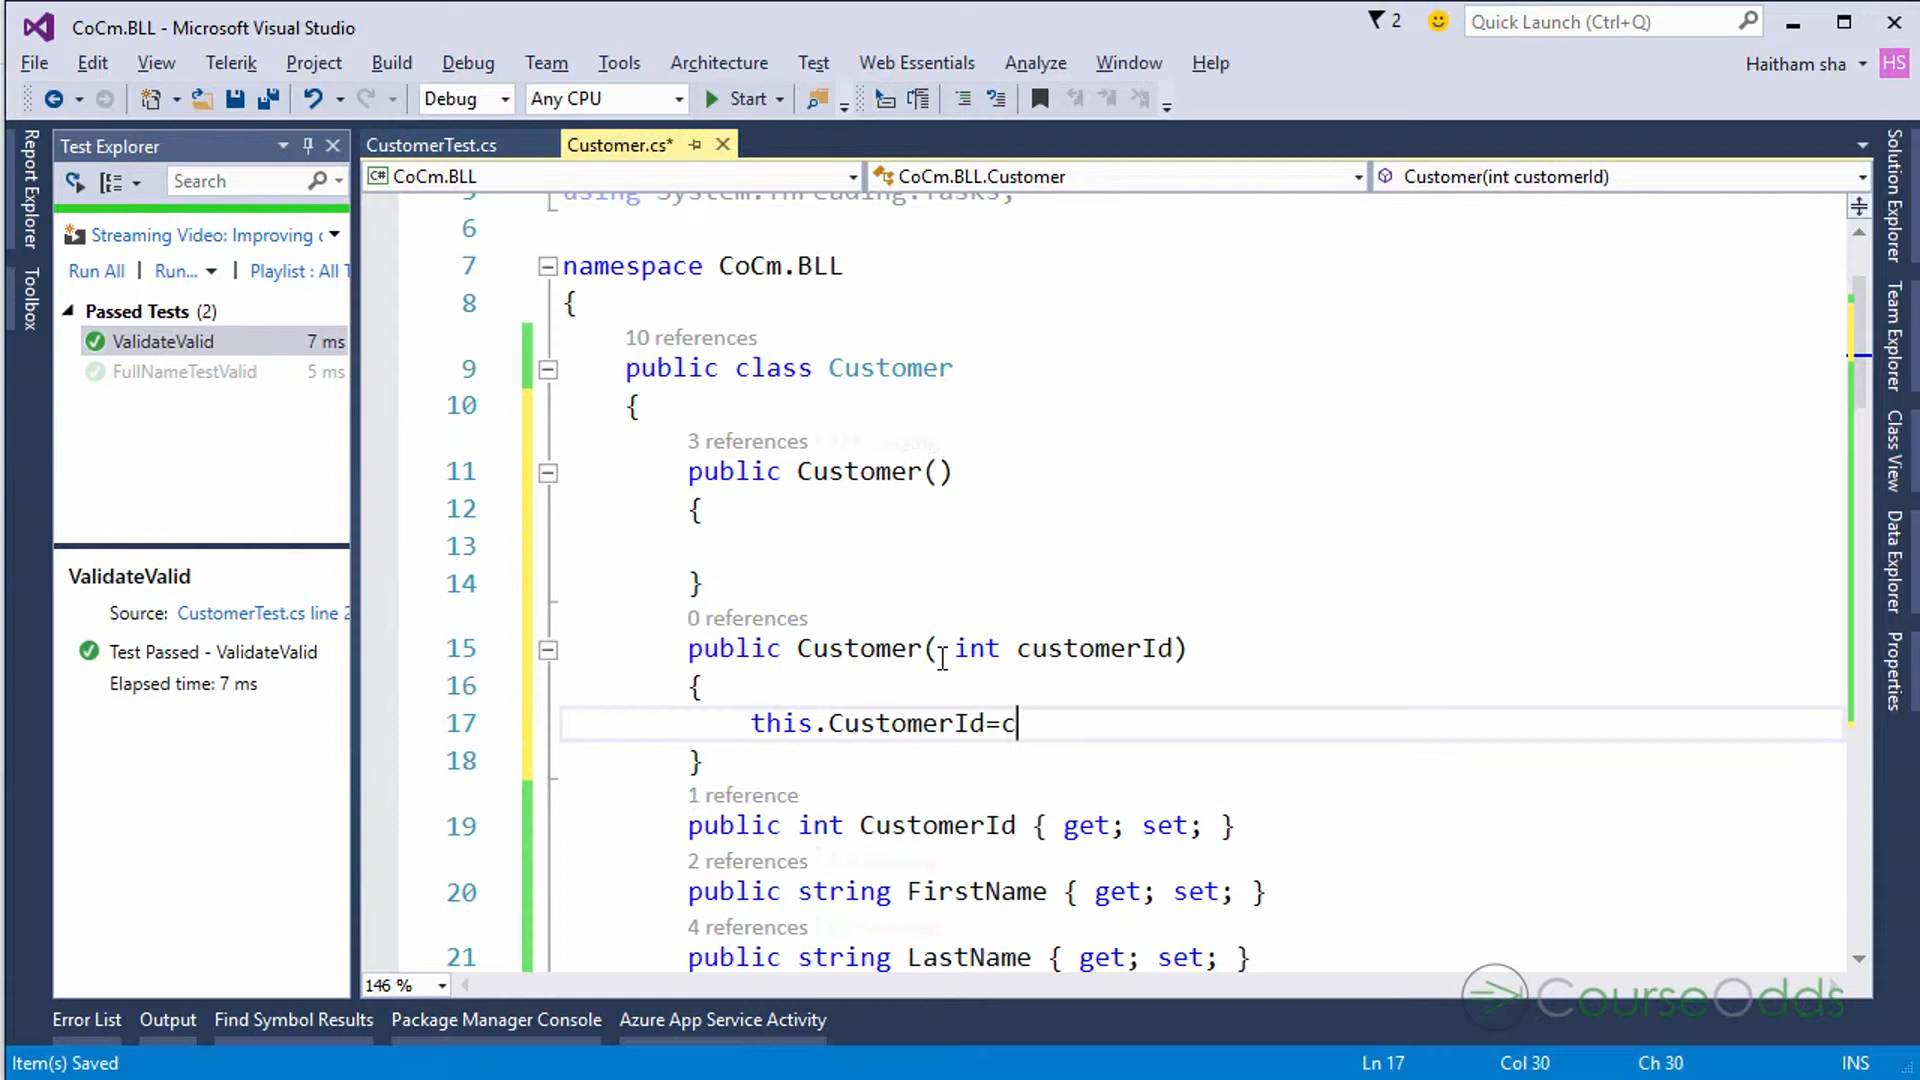 CoCm.BLL - Microsoft Visual Studio
2
Quick Launch (Ctrl+Q)
File Edit View Telerik Project Build Debug Team Tools Architecture Test Web Essentials Analyze Window Help
Haitham sha HS
Debug Any CPU Start
Report Explorer
Toolbox
Test Explorer
Search
Streaming Video: Improving
Run All | Run... | Playlist : All T
Passed Tests (2)
ValidateValid 7 ms
FullNameTestValid 5 ms
ValidateValid
Source: CustomerTest.cs line 2
Test Passed - ValidateValid
Elapsed time: 7 ms
CustomerTest.cs Customer.cs*
C# CoCm.BLL CoCm.BLL.Customer Customer(int customerId)
using System.Threading.Tasks;
6
7 namespace CoCm.BLL
8 {
10 references
9 public class Customer
10 {
3 references
11 public Customer()
12 {
13
14 }
0 references
15 public Customer( int customerId)
16 {
17 this.CustomerId=c
18 }
1 reference
19 public int CustomerId { get; set; }
2 references
20 public string FirstName { get; set; }
4 references
21 public string LastName { get; set; }
146 %
CourseOdds
Solution Explorer
Team Explorer
Class View
Data Explorer
Properties
Error List Output Find Symbol Results Package Manager Console Azure App Service Activity
Item(s) Saved Ln 17 Col 30 Ch 30 INS